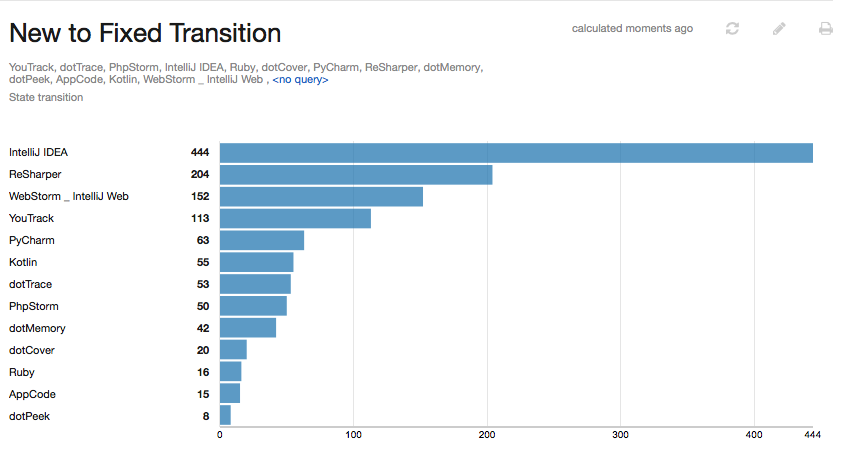 New to Fixed Transition
calculated moments ago
YouTrack, dotTrace, PhpStorm, IntelliJ IDEA, Ruby, dotCover, PyCharm, ReSharper, dotMemory,
dotPeek, AppCode, Kotlin, WebStorm _ IntelliJ Web , <no query>
State transition
IntelliJ IDEA 444
ReSharper 204
WebStorm _ IntelliJ Web 152
YouTrack 113
PyCharm 63
Kotlin 55
dotTrace 53
PhpStorm 50
dotMemory 42
dotCover 20
Ruby 16
AppCode 15
dotPeek 8
0 100 200 300 400 444